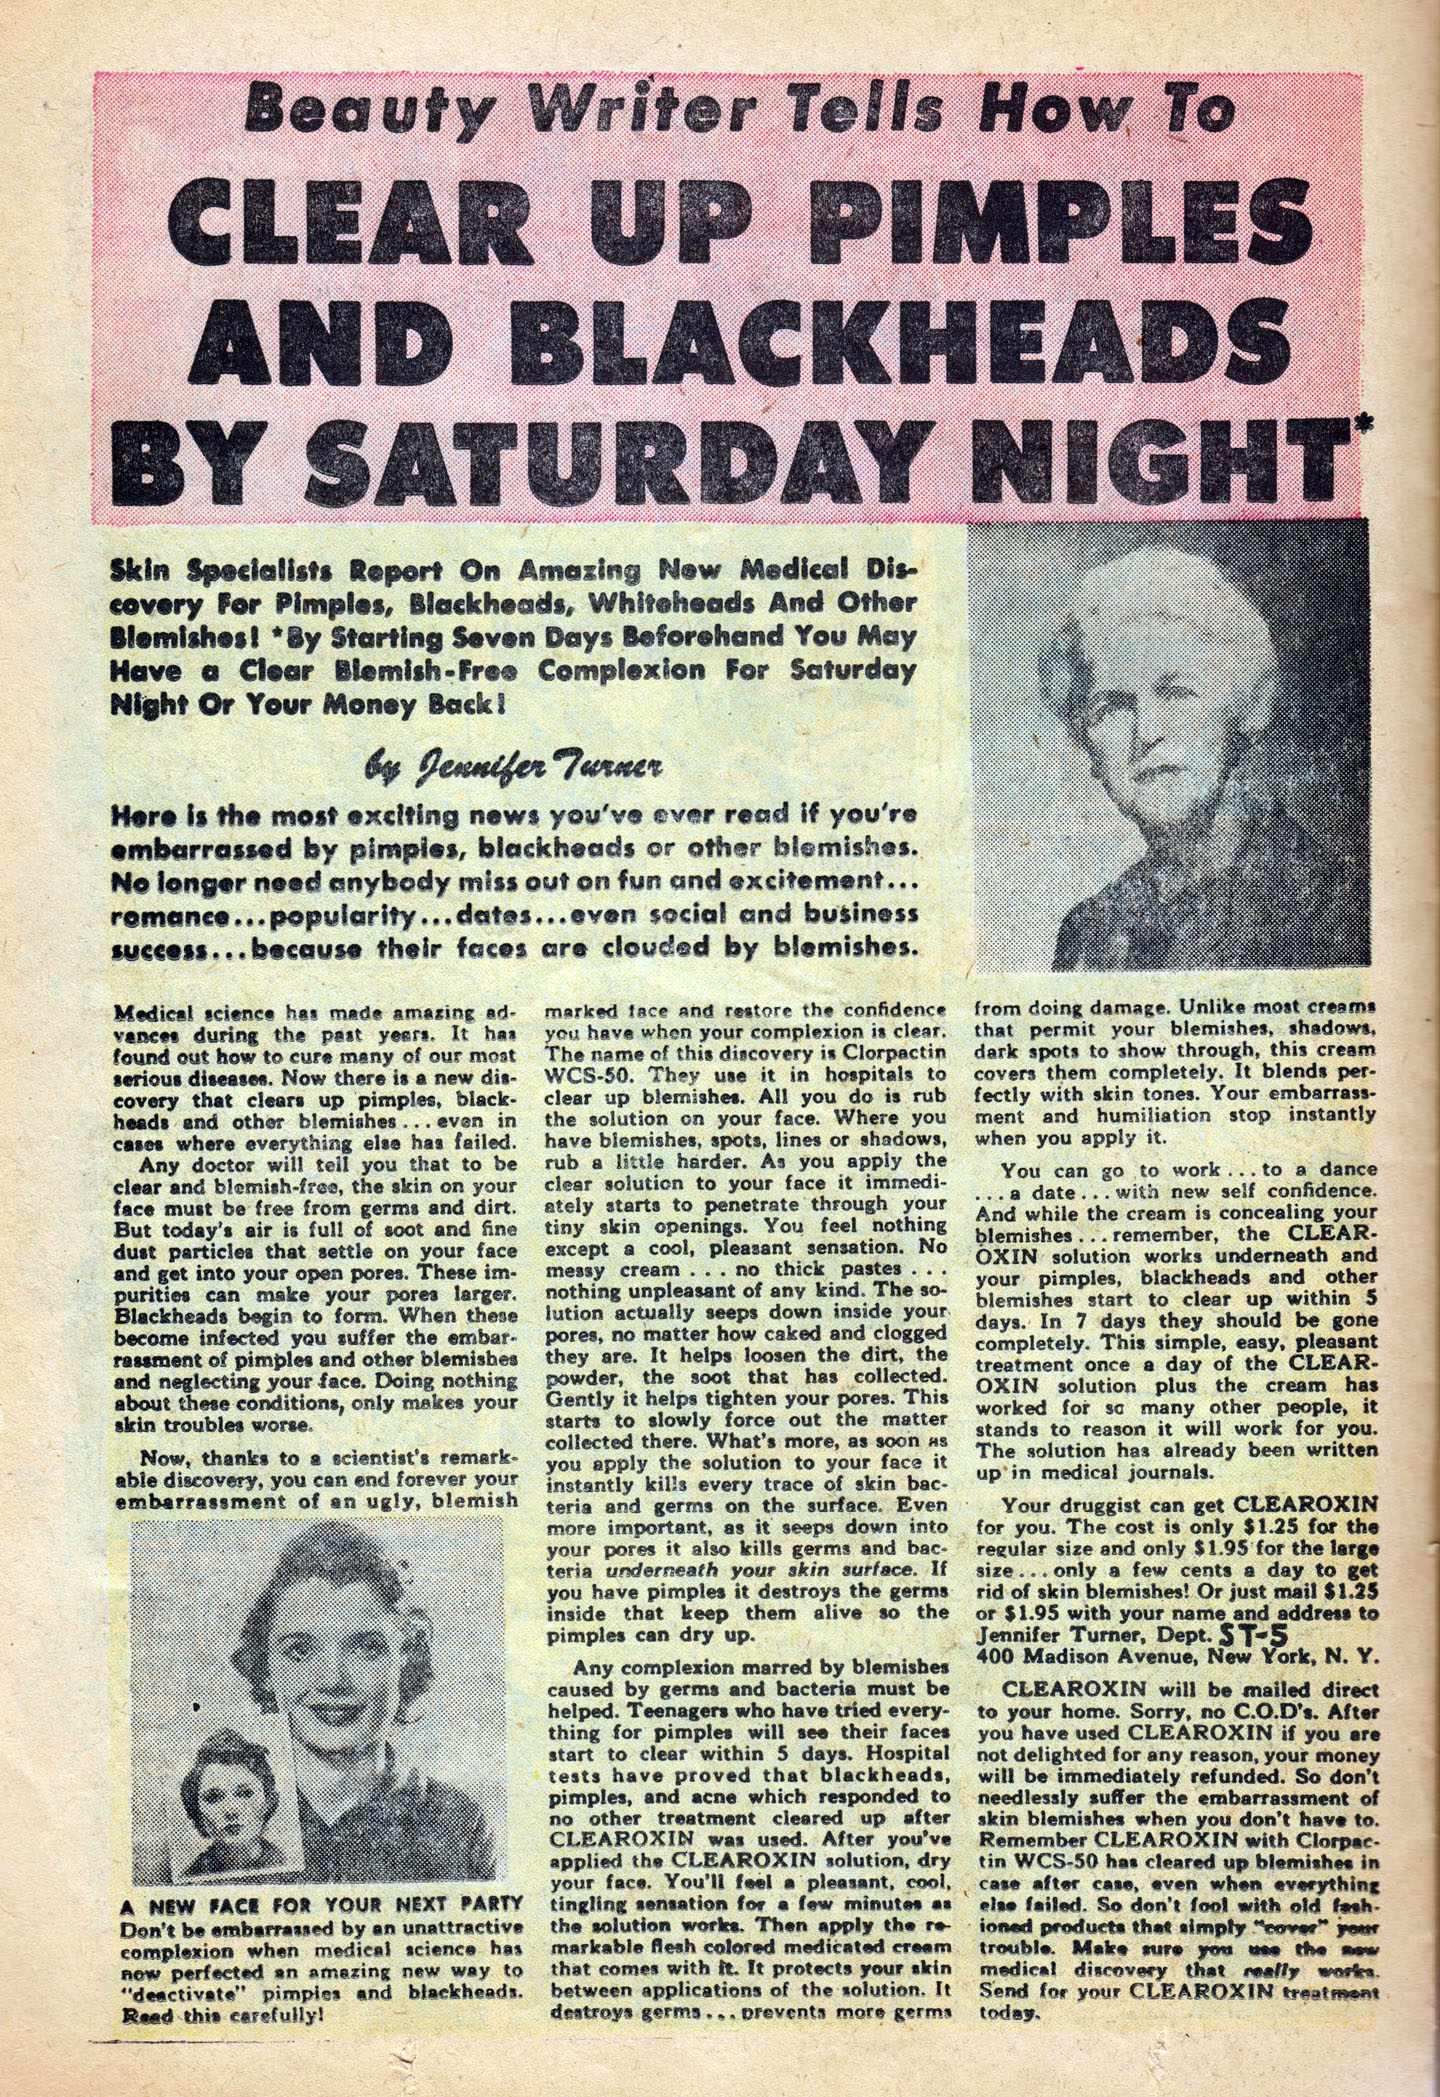 Beauty Writer Tells How To
CLEAR UP PIMPLES
AND BLACKHEADS
BY SATURDAY NIGHT*
Skin Specialists Report On Amazing New Medical Dis-
covery For Pimples, Blackheads, Whiteheads And Other
Blemishes! *By Starting Seven Days Beforehand You May
Have a Clear Blemish-Free Complexion For Saturday
Night Or Your Money Back!
by Jennifer Turner
Here is the most exciting news you've ever read if you're
embarrassed by pimples, blackheads or other blemishes.
No longer need anybody miss out on fun and excitement...
romance...popularity...dates...even social and business
success...because their faces are clouded by blemishes.
Medical science has made amazing ad-
vances during the past years. It has
found out how to cure many of our most
serious diseases. Now there is a new dis-
covery that clears up pimples, black-
heads and other blemishes...even in
cases where everything else has failed.
Any doctor will tell you that to be
clear and blemish-free, the skin on your
face must be free from germs and dirt.
But today's air is full of soot and fine
dust particles that settle on your face
and get into your open pores. These im-
purities can make your pores larger.
Blackheads begin to form. When these
become infected you suffer the embar-
rassment of pimples and other blemishes
and neglecting your face. Doing nothing
about these conditions, only makes your
skin troubles worse.
Now, thanks to a scientist's remark-
able discovery, you can end forever your
embarrassment of an ugly, blemish
A NEW FACE FOR YOUR NEXT PARTY
Don't be embarrassed by an unattractive
complexion when medical science has
now perfected an amazing new way to
"deactivate" pimples and blackheads.
Read this carefully!
marked face and restore the confidence
you have when your complexion is clear.
The name of this discovery is Clorpactin
WCS-50. They use it in hospitals to
clear up blemishes. All you do is rub
the solution on your face. Where you
have blemishes, spots, lines or shadows,
rub a little harder. As you apply the
clear solution to your face it immedi-
ately starts to penetrate through your
tiny skin openings. You feel nothing
except a cool, pleasant sensation. No
messy cream ... no thick pastes ...
nothing unpleasant of any kind. The so-
lution actually seeps down inside your
pores, no matter how caked and clogged
they are. It helps loosen the dirt, the
powder, the soot that has collected.
Gently it helps tighten your pores. This
starts to slowly force out the matter
collected there. What's more, as soon as
you apply the solution to your face it
instantly kills every trace of skin bac-
teria and germs on the surface. Even
more important, as it seeps down into
your pores it also kills germs and bac-
teria underneath your skin surface. If
you have pimples it destroys the germs
inside that keep them alive so the
pimples can dry up.
Any complexion marred by blemishes
caused by germs and bacteria must be
helped. Teenagers who have tried every-
thing for pimples will see their faces
start to clear within 5 days. Hospital
tests have proved that blackheads,
pimples, and acne which responded to
no other treatment cleared up after
CLEAROXIN was used. After you've
applied the CLEAROXIN solution, dry
your face. You'll feel a pleasant, cool,
tingling sensation for a few minutes as
the solution works. Then apply the re-
markable flesh colored medicated cream
that comes with it. It protects your skin
between applications of the solution. It
destroys germs...prevents more germs
from doing damage. Unlike most creams
that permit your blemishes, shadows,
dark spots to show through, this cream
covers them completely. It blends per-
fectly with skin tones. Your embarrass-
ment and humiliation stop instantly
when you apply it.
You can go to work...to a dance
...a date...with new self confidence.
And while the cream is concealing your
blemishes...remember, the CLEAR-
OXIN solution works underneath and
your pimples, blackheads and other
blemishes start to clear up within 5
days. In 7 days they should be gone
completely. This simple, easy, pleasant
treatment once a day of the CLEAR-
OXIN solution plus the cream has
worked for so many other people, it
stands to reason it will work for you.
The solution has already been written
up in medical journals.
Your druggist can get CLEAROXIN
for you. The cost is only $1.25 for the
regular size and only $1.95 for the large
size...only a few cents a day to get
rid of skin blemishes! Or just mail $1.25
or $1.95 with your name and address to
Jennifer Turner, Dept. ST-5
400 Madison Avenue, New York, N. Y.
CLEAROXIN will be mailed direct
to your home. Sorry, no C.O.D's. After
you have used CLEAROXIN if you are
not delighted for any reason, your money
will be immediately refunded. So don't
needlessly suffer the embarrassment of
skin blemishes when you don't have to.
Remember CLEAROXIN with Clorpac-
tin WCS-50 has cleared up blemishes in
case after case, even when everything
else failed. So don't fool with old fash-
ioned products that simply "cover" your
trouble. Make sure you use the new
medical discovery that really works.
Send for your CLEAROXIN treatment
today.